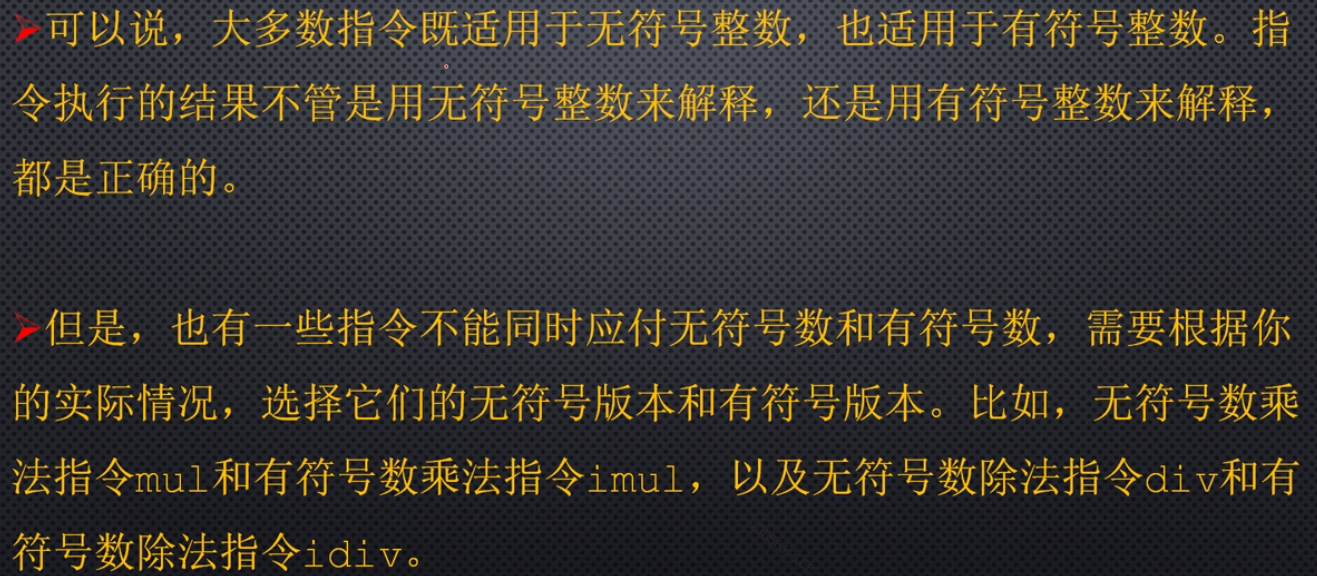 ➢可以说，大多数指令既适用于无符号整数，也适用于有符号整数。指
令执行的结果不管是用无符号整数来解释，还是用有符号整数来解释，
都是正确的。
➢但是，也有一些指令不能同时应付无符号数和有符号数，需要根据你
的实际情况，选择它们的无符号版本和有符号版本。比如，无符号数乘
法指令mul和有符号数乘法指令imul，以及无符号数除法指令div和有
符号数除法指令idiv。